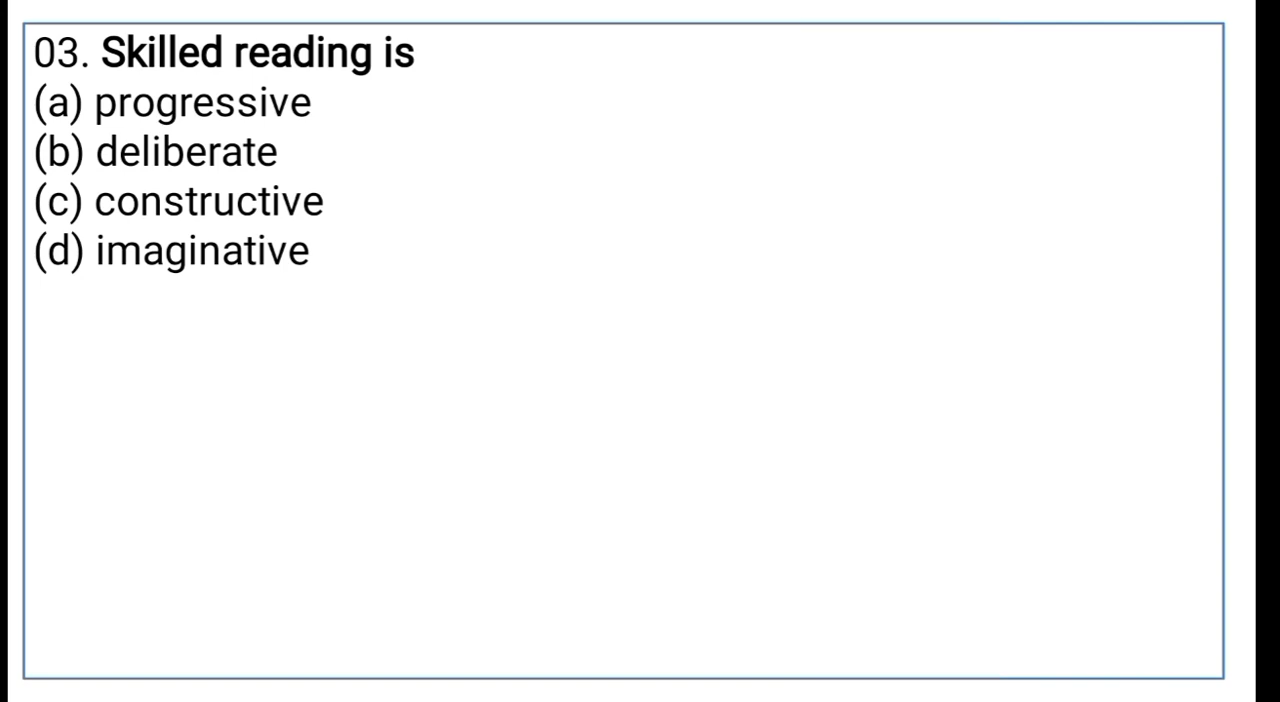 03. Skilled reading is
(a) progressive
(b) deliberate
(c) constructive
(d) imaginative